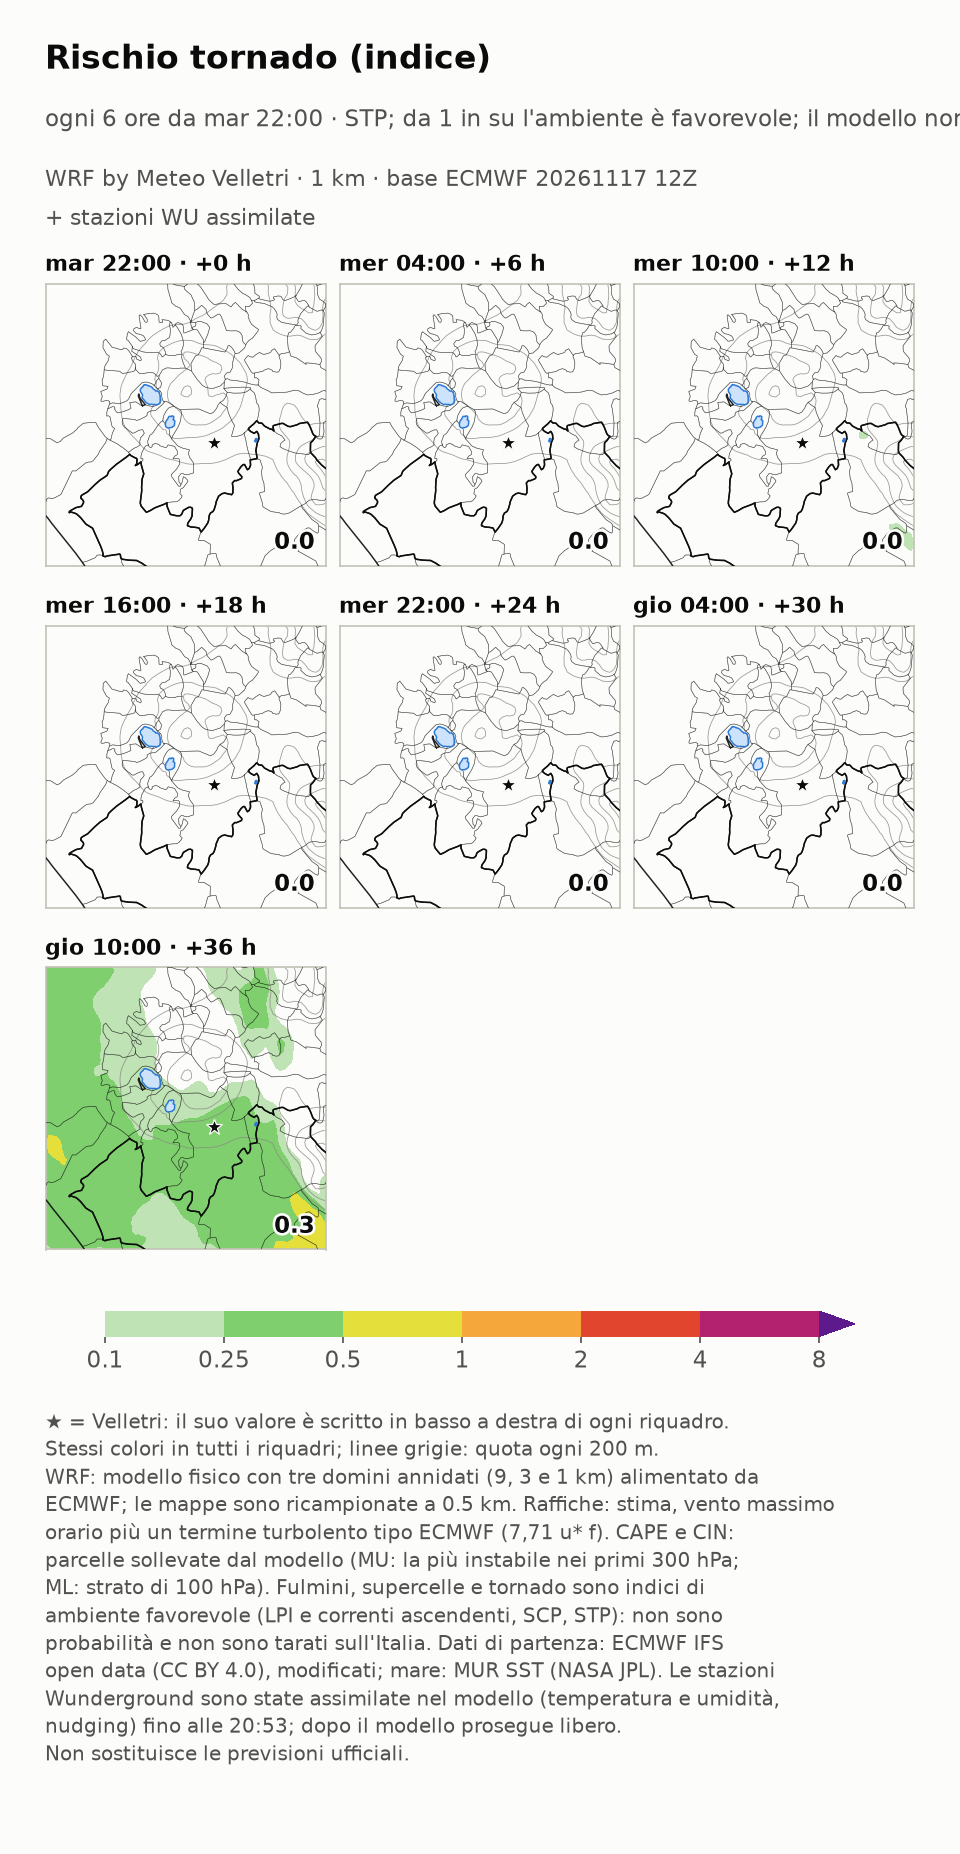 Rischio tornado (indice)
ogni 6 ore da mar 22:00 · STP; da 1 in su l'ambiente è favorevole; il modello non
WRF by Meteo Velletri · 1 km · base ECMWF 20261117 12Z
+ stazioni WU assimilate
mar 22:00 · +0 h
mer 04:00 · +6 h
mer 10:00 · +12 h
0.0
0.0
0.0
mer 16:00 · +18 h
mer 22:00 · +24 h
gio 04:00 · +30 h
0.0
0.0
0.0
gio 10:00 · +36 h
0.3
0.1 0.25 0.5 1 2 4 8
★ = Velletri: il suo valore è scritto in basso a destra di ogni riquadro.
Stessi colori in tutti i riquadri; linee grigie: quota ogni 200 m.
WRF: modello fisico con tre domini annidati (9, 3 e 1 km) alimentato da
ECMWF; le mappe sono ricampionate a 0.5 km. Raffiche: stima, vento massimo
orario più un termine turbolento tipo ECMWF (7,71 u* f). CAPE e CIN:
parcelle sollevate dal modello (MU: la più instabile nei primi 300 hPa;
ML: strato di 100 hPa). Fulmini, supercelle e tornado sono indici di
ambiente favorevole (LPI e correnti ascendenti, SCP, STP): non sono
probabilità e non sono tarati sull'Italia. Dati di partenza: ECMWF IFS
open data (CC BY 4.0), modificati; mare: MUR SST (NASA JPL). Le stazioni
Wunderground sono state assimilate nel modello (temperatura e umidità,
nudging) fino alle 20:53; dopo il modello prosegue libero.
Non sostituisce le previsioni ufficiali.